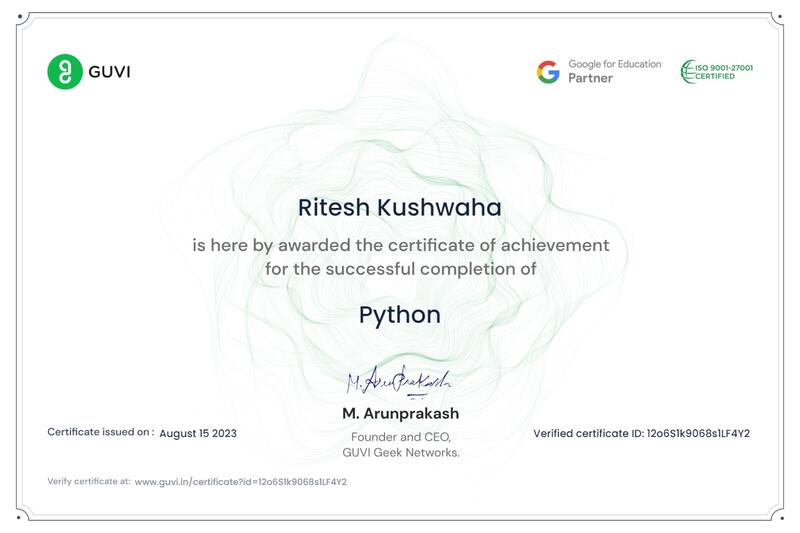 GUVI
Google for Education
Partner
ISO 9001-27001
CERTIFIED
Ritesh Kushwaha
is here by awarded the certificate of achievement
for the successful completion of
Python
M. ArunPrakash
M. Arunprakash
Founder and CEO,
GUVI Geek Networks.
Certificate issued on : August 15 2023
Verified certificate ID: 12o6S1k9068s1LF4Y2
Verify certificate at: www.guvi.in/certificate?id=12o6S1k9068s1LF4Y2